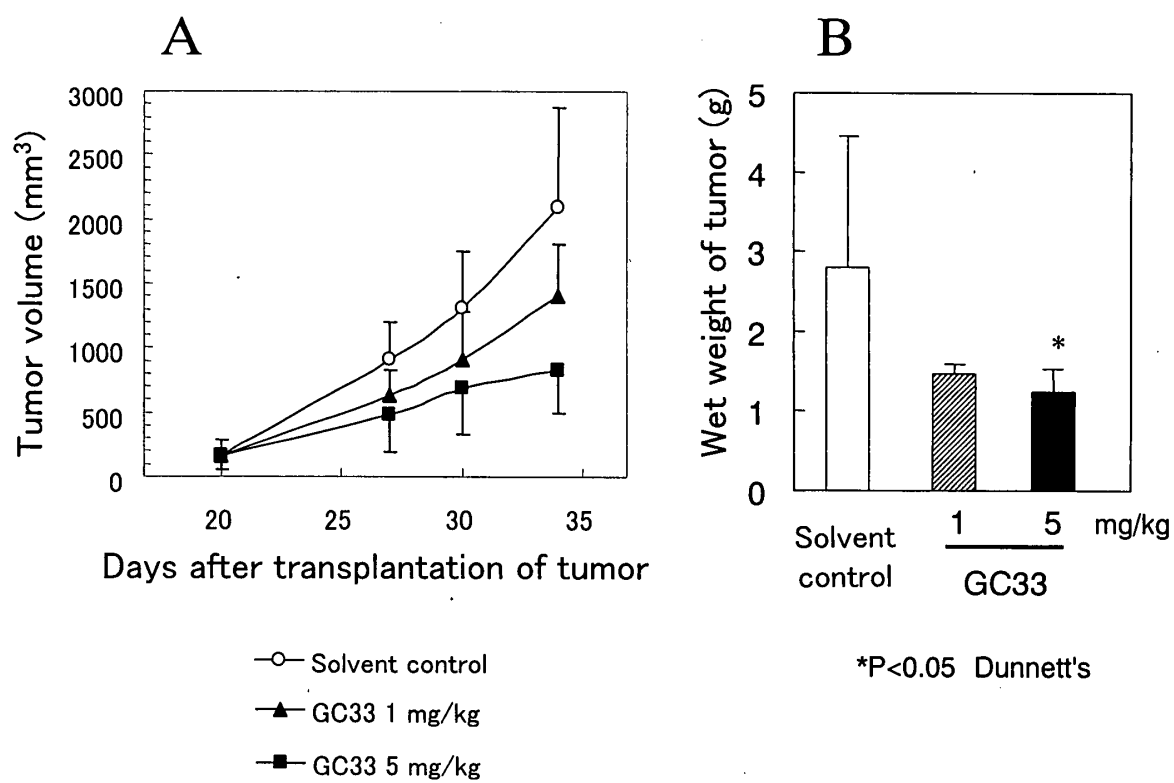 A
Tumor volume (mm³)
3000
2500
2000
1500
1000
500
0
20 25 30 35
Days after transplantation of tumor
Solvent control
GC33 1 mg/kg
GC33 5 mg/kg
B
Wet weight of tumor (g)
5
4
3
2
1
0
*
Solvent
control
1 5 mg/kg
GC33
*P<0.05 Dunnett's